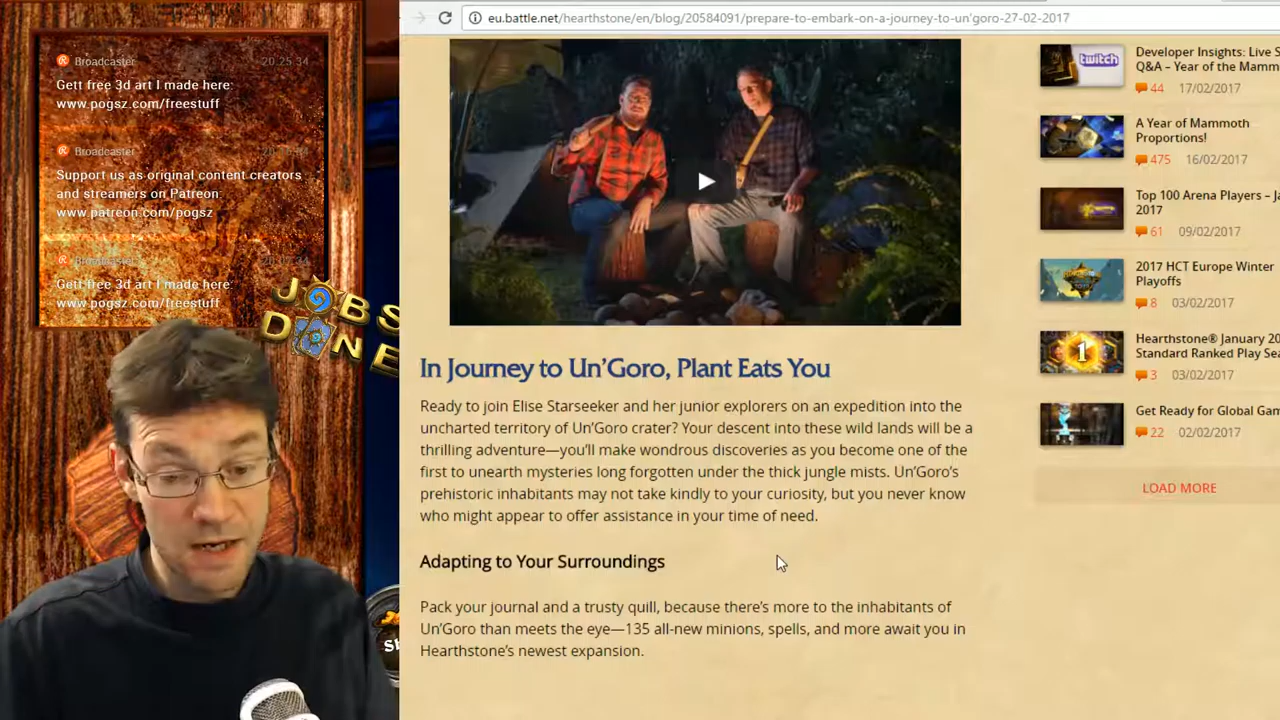 eu.battle.net/hearthstone/en/blog/20584091/prepare-to-embark-on-a-journey-to-un'goro-27-02-2017
Broadcaster
20:25:34
Gett free 3d art I made here:
www.pogsz.com/freestuff
Broadcaster
Support us as original content creators
and streamers on Patreon:
www.patreon.com/pogsz
Broadcaster
Gett free 3d art I made here:
www.pogsz.com/freestuff
JOBS
DONE
In Journey to Un'Goro, Plant Eats You
Ready to join Elise Starseeker and her junior explorers on an expedition into the
uncharted territory of Un'Goro crater? Your descent into these wild lands will be a
thrilling adventure—you'll make wondrous discoveries as you become one of the
first to unearth mysteries long forgotten under the thick jungle mists. Un'Goro's
prehistoric inhabitants may not take kindly to your curiosity, but you never know
who might appear to offer assistance in your time of need.
Adapting to Your Surroundings
Pack your journal and a trusty quill, because there's more to the inhabitants of
Un'Goro than meets the eye—135 all-new minions, spells, and more await you in
Hearthstone's newest expansion.
twitch
Developer Insights: Live S
Q&A – Year of the Mamm
44 17/02/2017
A Year of Mammoth
Proportions!
475 16/02/2017
Top 100 Arena Players – Ja
2017
61 09/02/2017
2017 HCT Europe Winter
Playoffs
8 03/02/2017
1
Hearthstone® January 20
Standard Ranked Play Sea
3 03/02/2017
Get Ready for Global Gam
22 02/02/2017
LOAD MORE